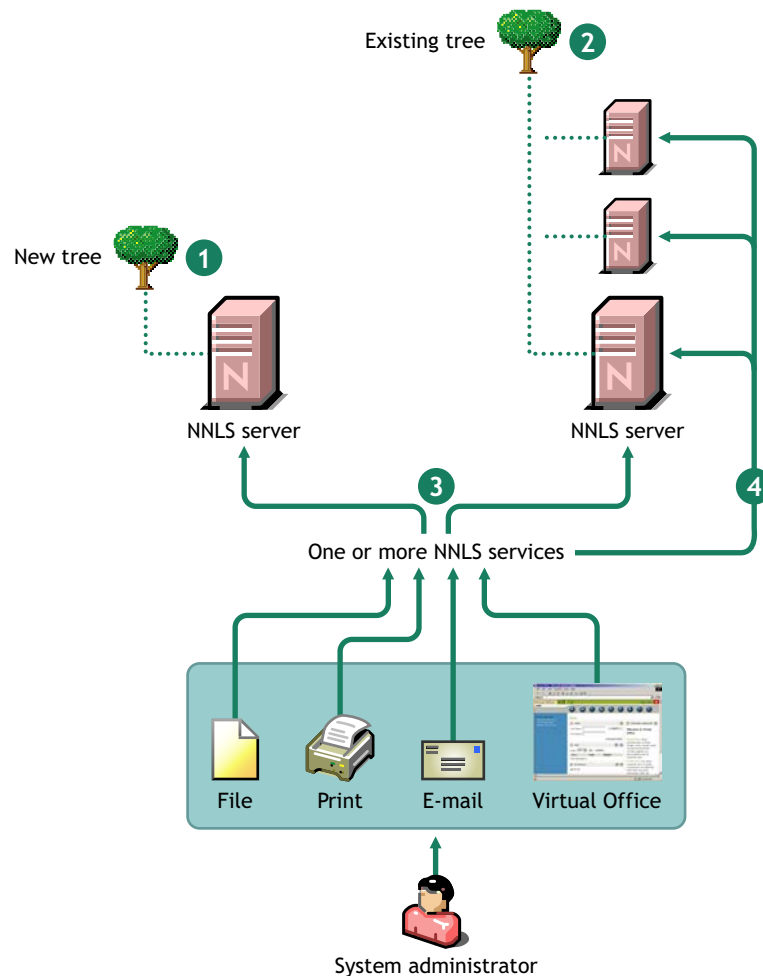 Existing tree
2
New tree
1
N
N
N
N
NNLS server
NNLS server
3
4
One or more NNLS services
File
Print
E-mail
Virtual Office
System administrator